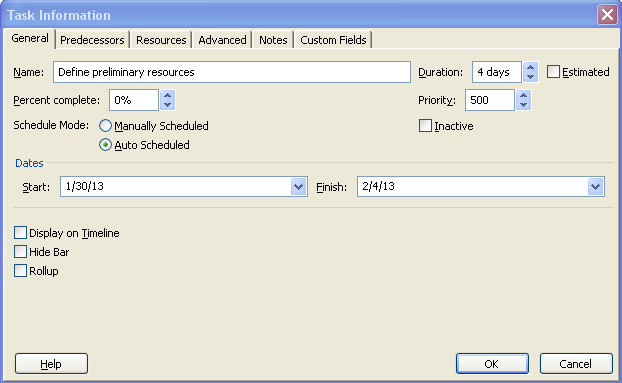 Task Information
General Predecessors Resources Advanced Notes Custom Fields
Name: Define preliminary resources Duration: 4 days Estimated
Percent complete: 0% Priority: 500
Schedule Mode: Manually Scheduled Inactive
Auto Scheduled
Dates
Start: 1/30/13 Finish: 2/4/13
Display on Timeline
Hide Bar
Rollup
Help OK Cancel